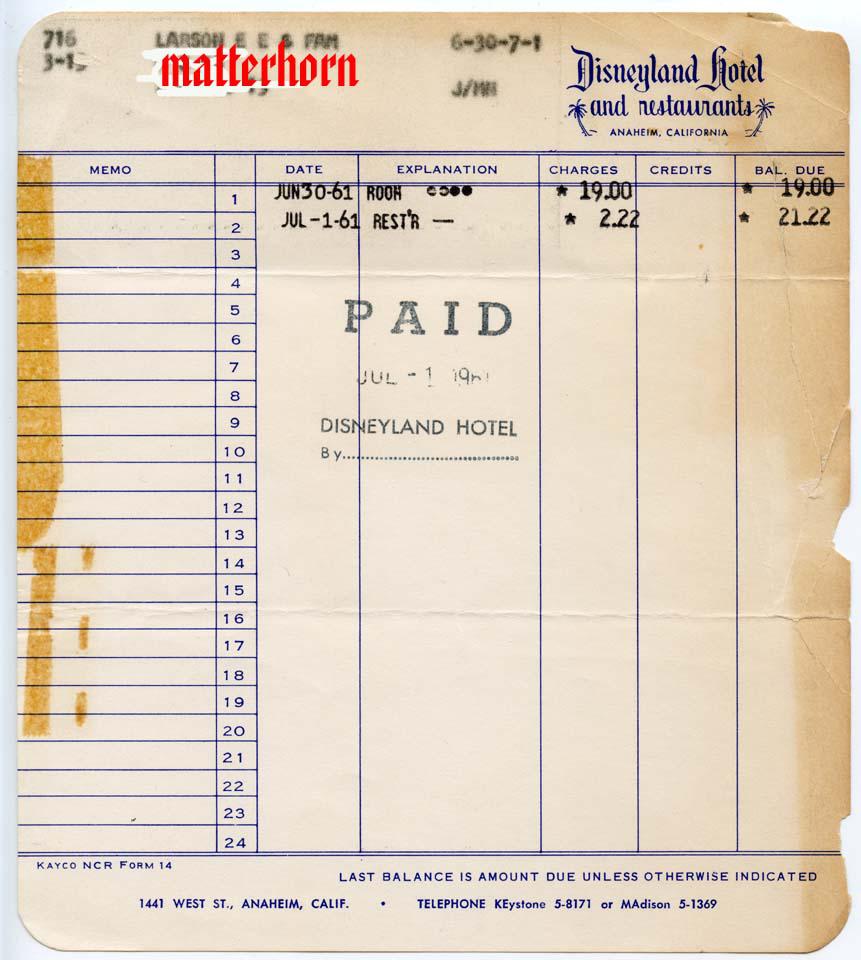 716 LARSON E E & FAM 6-30-7-1
3-1
matterhorn
J/MH
Disneyland Hotel
and restaurants
ANAHEIM, CALIFORNIA
MEMO DATE EXPLANATION CHARGES CREDITS BAL. DUE
1 JUN30-61 ROOM * 19.00 * 19.00
2 JUL-1-61 REST'R — * 2.22 * 21.22
3
4
5
PAID
6
7
JUL - 1 1961
8
9
DISNEYLAND HOTEL
10
By
11
12
13
14
15
16
17
18
19
20
21
22
23
24
KAYCO NCR FORM 14
LAST BALANCE IS AMOUNT DUE UNLESS OTHERWISE INDICATED
1441 WEST ST., ANAHEIM, CALIF. • TELEPHONE KEystone 5-8171 or MAdison 5-1369